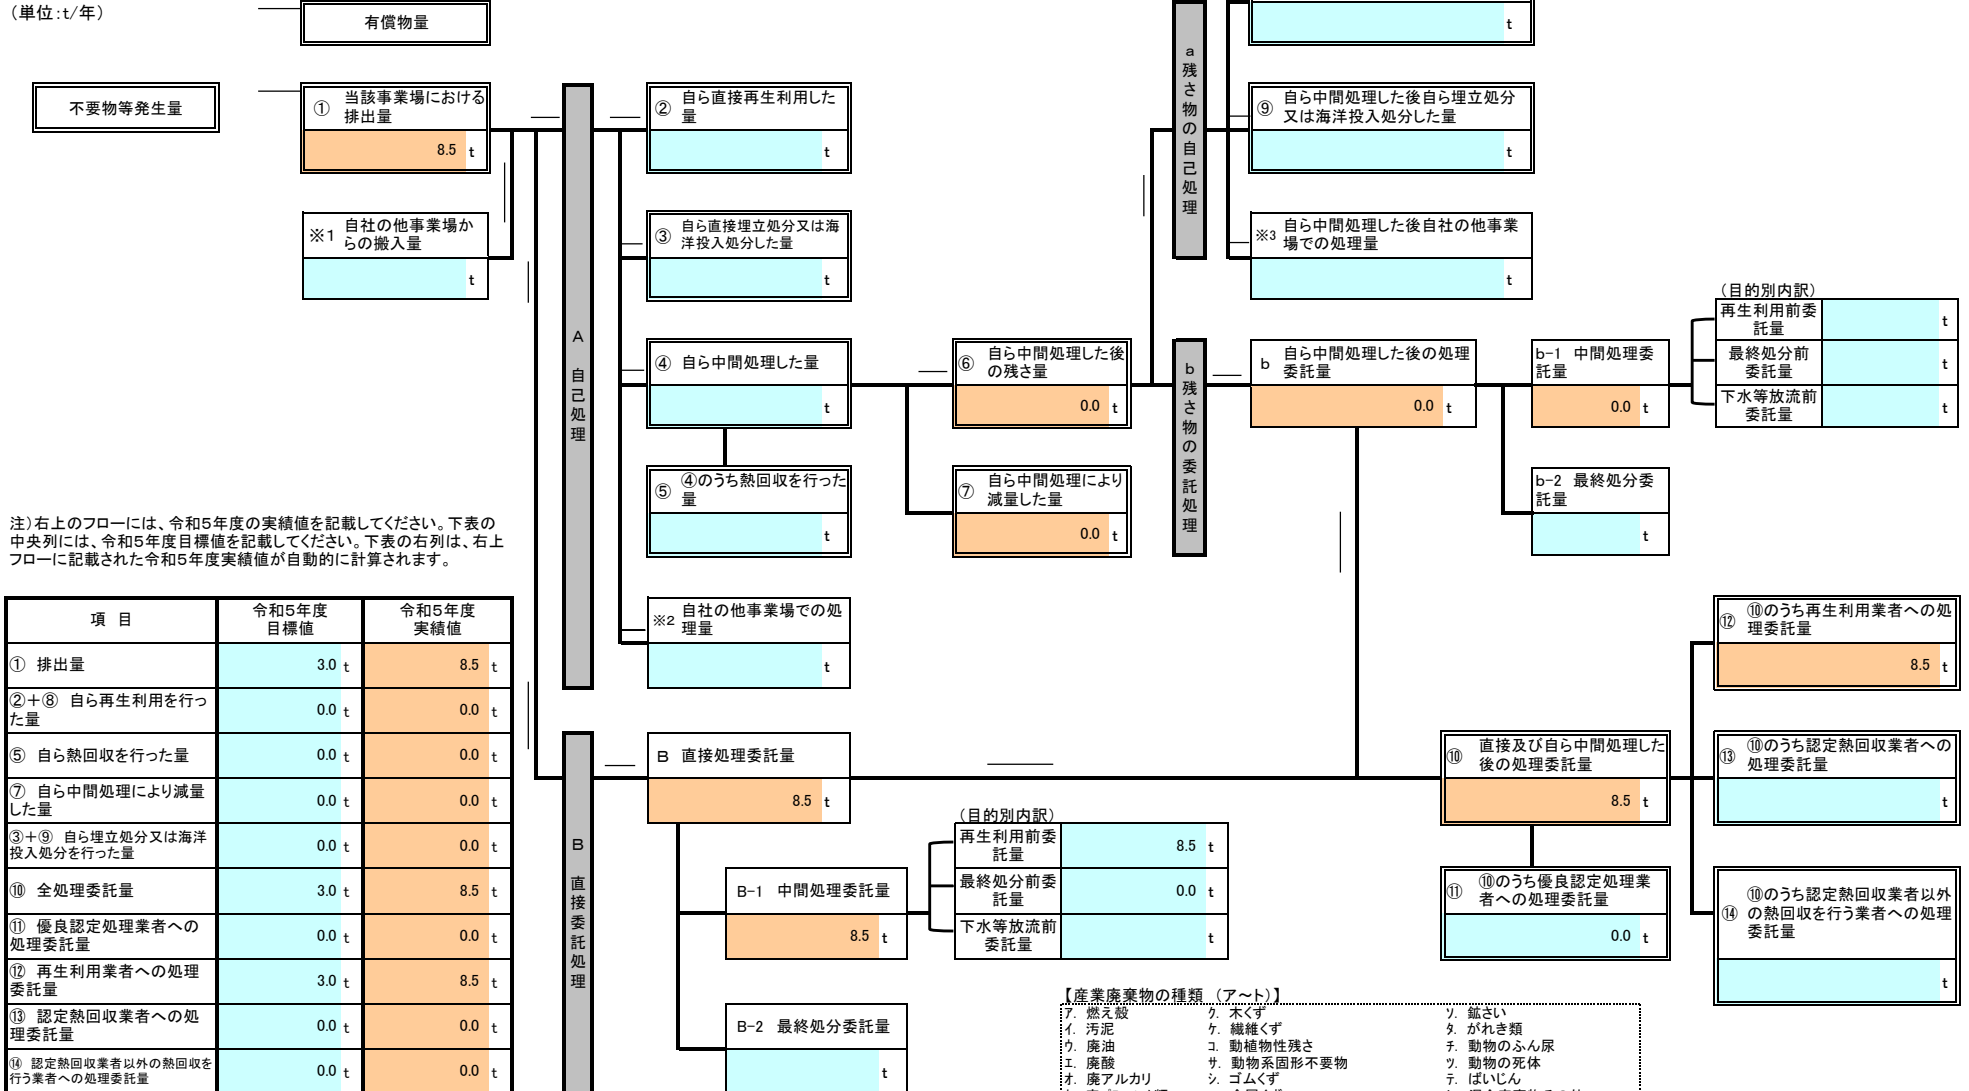 （単位：t/年）
有償物量
t
不要物等発生量
① 当該事業場における
排出量
8.5 t
※1 自社の他事業場か
らの搬入量
t
A 自己処理
② 自ら直接再生利用した
量
t
③ 自ら直接埋立処分又は海
洋投入処分した量
t
④ 自ら中間処理した量
t
⑤ ④のうち熱回収を行った
量
t
※2 自社の他事業場での処
理量
t
⑥ 自ら中間処理した後
の残さ量
0.0 t
⑦ 自ら中間処理により
減量した量
0.0 t
a 残さ物の自己処理
⑨ 自ら中間処理した後自ら埋立処分
又は海洋投入処分した量
t
※3 自ら中間処理した後自社の他事業
場での処理量
t
b 残さ物の委託処理
b 自ら中間処理した後の処理
委託量
0.0 t
b-1 中間処理委
託量
0.0 t
b-2 最終処分委
託量
t
（目的別内訳）
再生利用前委
託量 t
最終処分前
委託量 t
下水等放流前
委託量 t
注）右上のフローには、令和５年度の実績値を記載してください。下表の
中央列には、令和５年度目標値を記載してください。下表の右列は、右上
フローに記載された令和５年度実績値が自動的に計算されます。
項 目 令和５年度 目標値 令和５年度 実績値
① 排出量 3.0 t 8.5 t
②＋⑧ 自ら再生利用を行っ
た量 0.0 t 0.0 t
⑤ 自ら熱回収を行った量 0.0 t 0.0 t
⑦ 自ら中間処理により減量
した量 0.0 t 0.0 t
③＋⑨ 自ら埋立処分又は海洋
投入処分を行った量 0.0 t 0.0 t
⑩ 全処理委託量 3.0 t 8.5 t
⑪ 優良認定処理業者への
処理委託量 0.0 t 0.0 t
⑫ 再生利用業者への処理
委託量 3.0 t 8.5 t
⑬ 認定熱回収業者への処
理委託量 0.0 t 0.0 t
⑭ 認定熱回収業者以外の熱回収を
行う業者への処理委託量 0.0 t 0.0 t
B 直接委託処理
B 直接処理委託量
8.5 t
B-1 中間処理委託量
8.5 t
B-2 最終処分委託量
t
（目的別内訳）
再生利用前委
託量 8.5 t
最終処分前委
託量 0.0 t
下水等放流前
委託量 t
⑩ 直接及び自ら中間処理した
後の処理委託量
8.5 t
⑪ ⑩のうち優良認定処理業
者への処理委託量
0.0 t
⑫ ⑩のうち再生利用業者への処
理委託量
8.5 t
⑬ ⑩のうち認定熱回収業者への
処理委託量
t
⑭ ⑩のうち認定熱回収業者以外
の熱回収を行う業者への処理
委託量
t
【産業廃棄物の種類 （ア～ト）】
ア. 燃え殻 ク. 木くず ソ. 鉱さい
イ. 汚泥 ケ. 繊維くず タ. がれき類
ウ. 廃油 コ. 動植物性残さ チ. 動物のふん尿
エ. 廃酸 サ. 動物系固形不要物 ツ. 動物の死体
オ. 廃アルカリ シ. ゴムくず テ. ばいじん